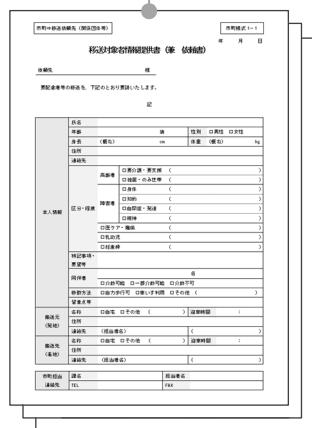 市町→移送依頼先（関係団体等）
市町様式１－１
年　　月　　日
移送対象者情報提供書（兼　依頼書）
依頼先　　　　　　　　　　様
要配慮者等の移送を、下記のとおり要請いたします。
記
本人情報
氏名
年齢　　歳　性別　□男性　□女性
身長　（概ね）　cm　体重　（概ね）　kg
住所
連絡先
区分・程度
高齢者
□要介護・要支援　（　　）
□独居・のみ世帯　（　　）
障害者
□身体　（　　）
□知的　（　　）
□自閉症・発達　（　　）
□精神　（　　）
□医ケア・難病　（　　）
□乳幼児　（　　）
□妊産婦　（　　）
特記事項・
要望等
同伴者　　名
□介助可能　□一部介助可能　□介助不可
移動方法　□自力歩行可　□車いす利用　□その他　（　　）
留意点等
搬送元
（発地）
名称　□自宅　□その他　（　　）　迎車時間　：
住所
連絡先　（担当者名）　（　　）
搬送先
（着地）
名称　□自宅　□その他　（　　）　迎車時間　：
住所
連絡先　（担当者名）　（　　）
市町担当
連絡先
課名　担当者名
TEL　FAX